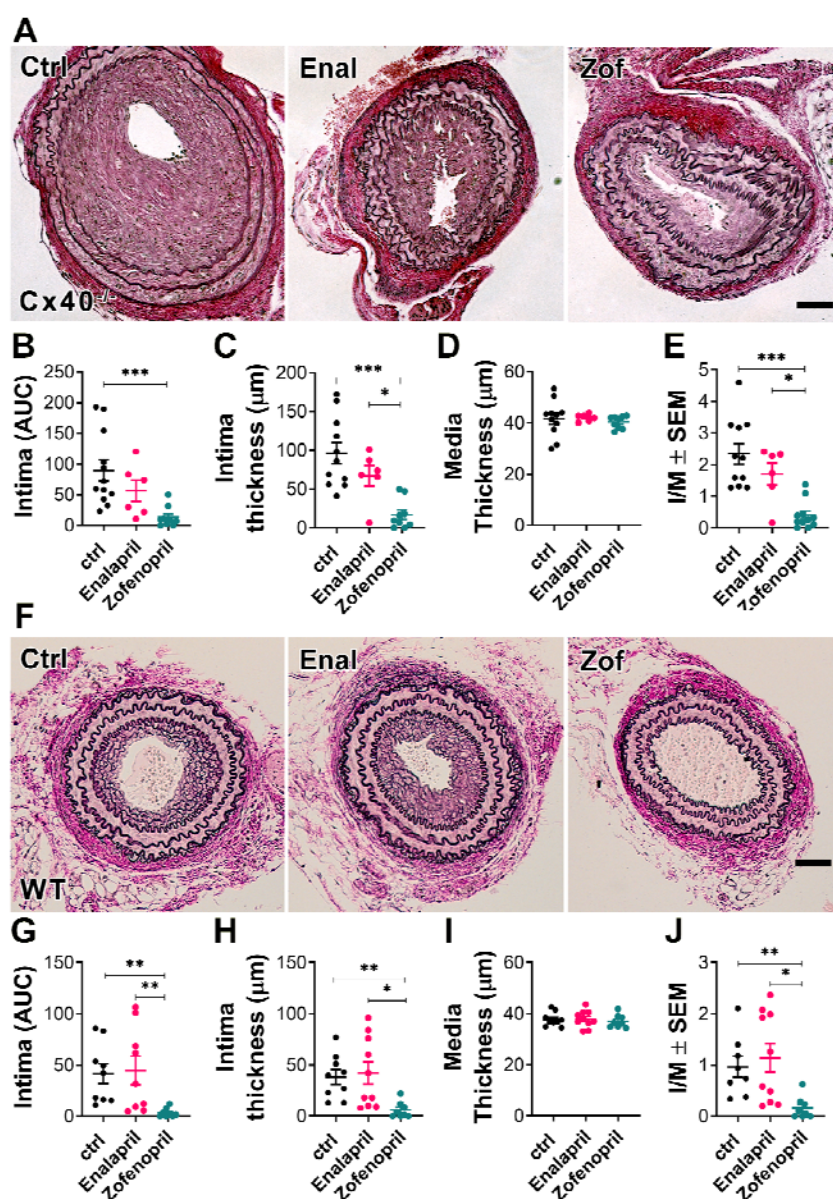 A
Ctrl
Enal
Zof
Cx40-/-
B
Intima (AUC)
250
200
150
100
50
0
***
ctrl
Enalapril
Zofenopril
C
Intima
thickness (μm)
200
150
100
50
0
***
*
ctrl
Enalapril
Zofenopril
D
Media
Thickness (μm)
60
40
20
0
ctrl
Enalapril
Zofenopril
E
I/M ± SEM
5
4
3
2
1
0
***
*
ctrl
Enalapril
Zofenopril
F
Ctrl
Enal
Zof
WT
G
Intima (AUC)
150
100
50
0
**
**
ctrl
Enalapril
Zofenopril
H
Intima
thickness (μm)
150
100
50
0
**
*
ctrl
Enalapril
Zofenopril
I
Media
Thickness (μm)
60
40
20
0
ctrl
Enalapril
Zofenopril
J
I/M ± SEM
3
2
1
0
**
*
ctrl
Enalapril
Zofenopril